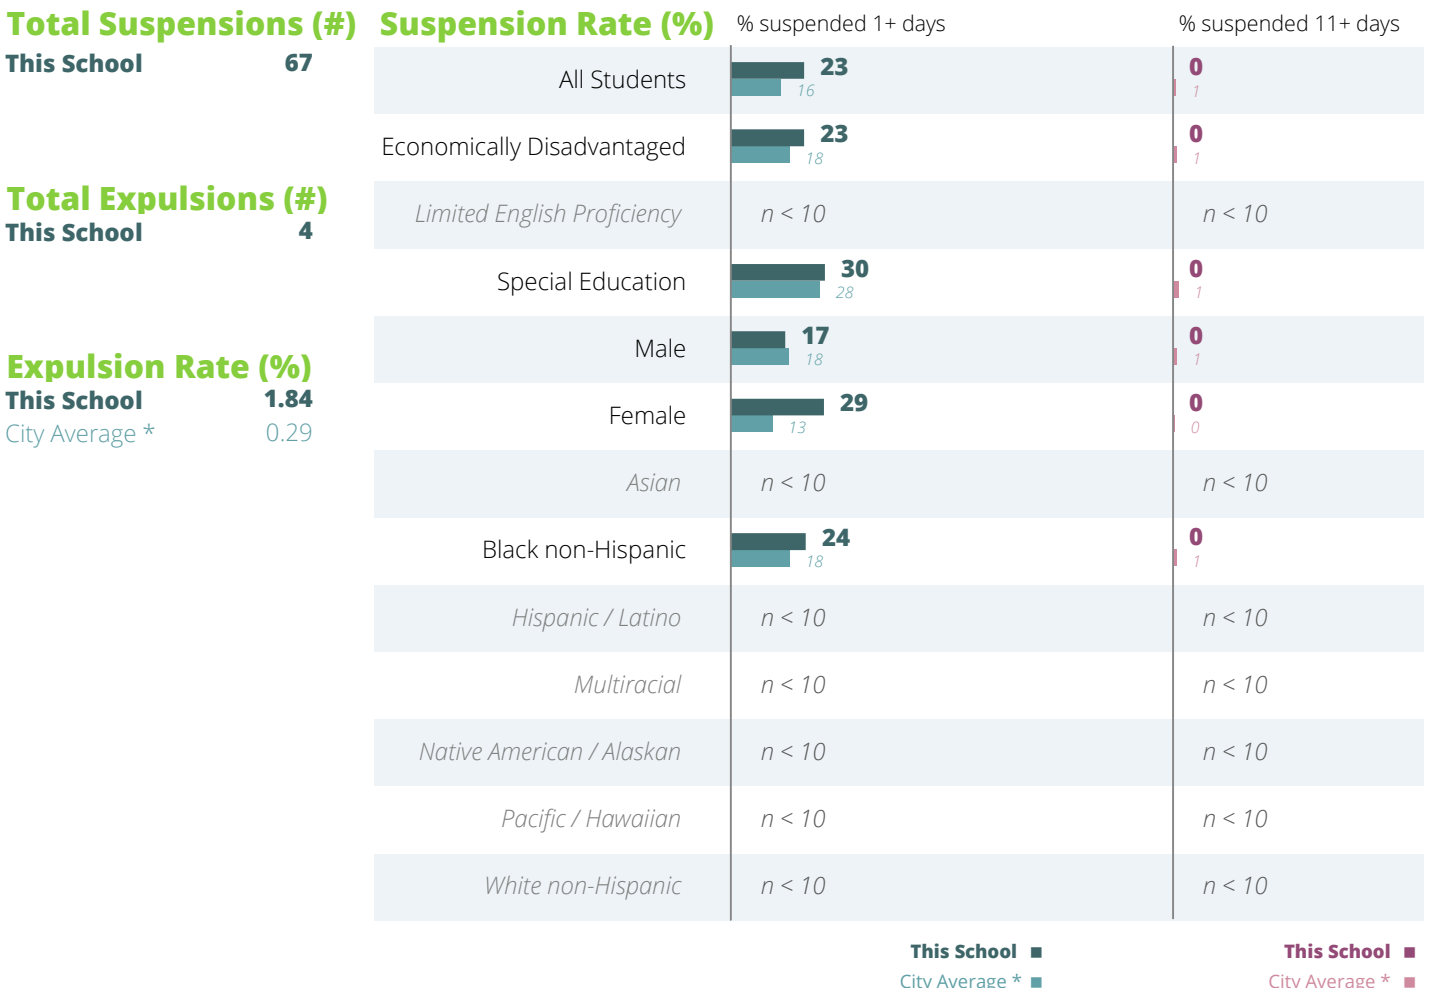 Total Suspensions (#)
This School 67
Total Expulsions (#)
This School 4
Expulsion Rate (%)
This School 1.84
City Average * 0.29
Suspension Rate (%) % suspended 1+ days % suspended 11+ days
All Students 23 0
16 1
Economically Disadvantaged 23 0
18 1
Limited English Proficiency n < 10 n < 10
Special Education 30 0
28 1
Male 17 0
18 1
Female 29 0
13 0
Asian n < 10 n < 10
Black non-Hispanic 24 0
18 1
Hispanic / Latino n < 10 n < 10
Multiracial n < 10 n < 10
Native American / Alaskan n < 10 n < 10
Pacific / Hawaiian n < 10 n < 10
White non-Hispanic n < 10 n < 10
This School This School
City Average * City Average *